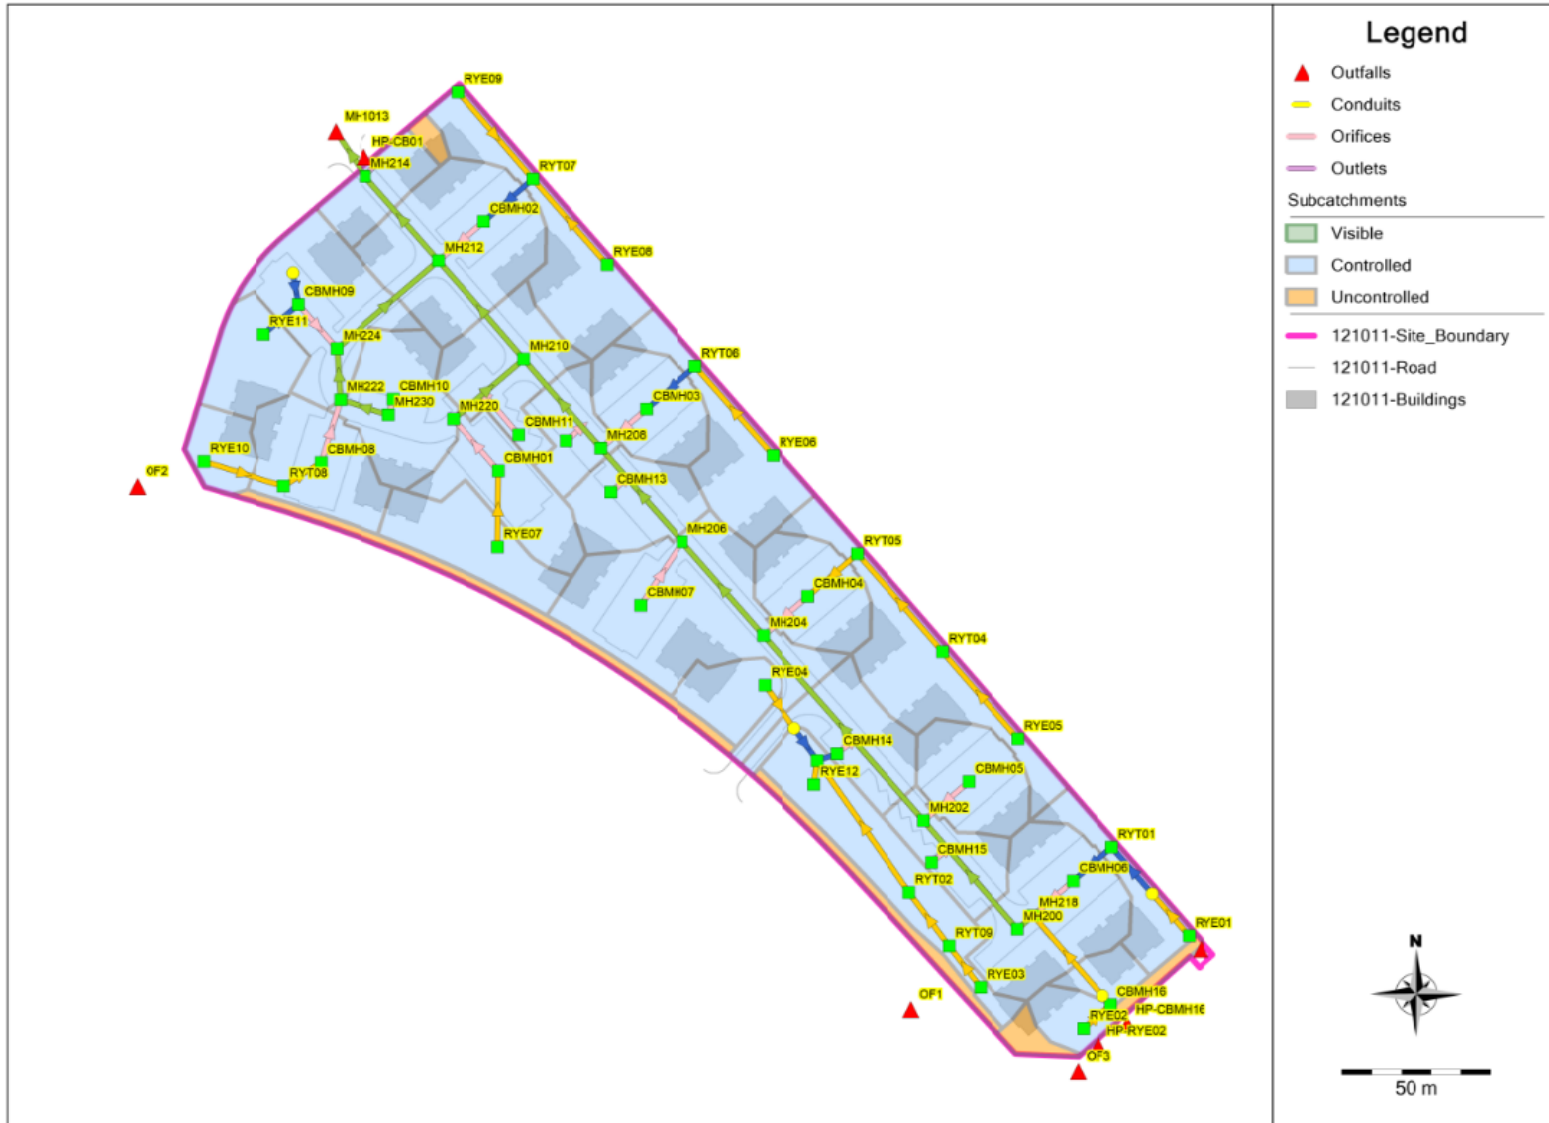 RYE09
MH1013
HP-CB01
MH214
RYT07
CBMH02
MH212
RYE08
CBMH09
RYE11
MH224
MH210
RYT06
MH222
CBMH10
MH230
MH220
CBMH03
CBMH11
MH208
RYE06
RYE10
CBMH08
RYT08
OF2
CBMH01
CBMH13
RYE07
MH206
RYT05
CBMH07
CBMH04
MH204
RYT04
RYE04
RYE05
CBMH14
RYE12
CBMH05
MH202
RYT01
CBMH15
CBMH06
RYT02
MH218
MH200
RYE01
RYT09
RYE03
OF1
CBMH16
HP-CBMH16
RYE02
HP-RYE02
OF3
Legend
Outfalls
Conduits
Orifices
Outlets
Subcatchments
Visible
Controlled
Uncontrolled
121011-Site_Boundary
121011-Road
121011-Buildings
N
50 m